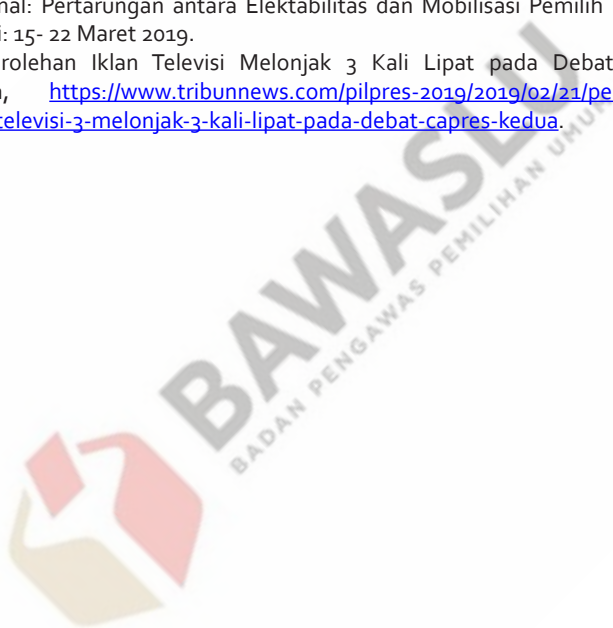 nal: Pertarungan antara Elektabilitas dan Mobilisasi Pemilih
i: 15- 22 Maret 2019.
rolehan Iklan Televisi Melonjak 3 Kali Lipat pada Debat
, https://www.tribunnews.com/pilpres-2019/2019/02/21/pe
televisi-3-melonjak-3-kali-lipat-pada-debat-capres-kedua.
BAWASLU
BADAN PENGAWAS PEMILIHAN UMUM